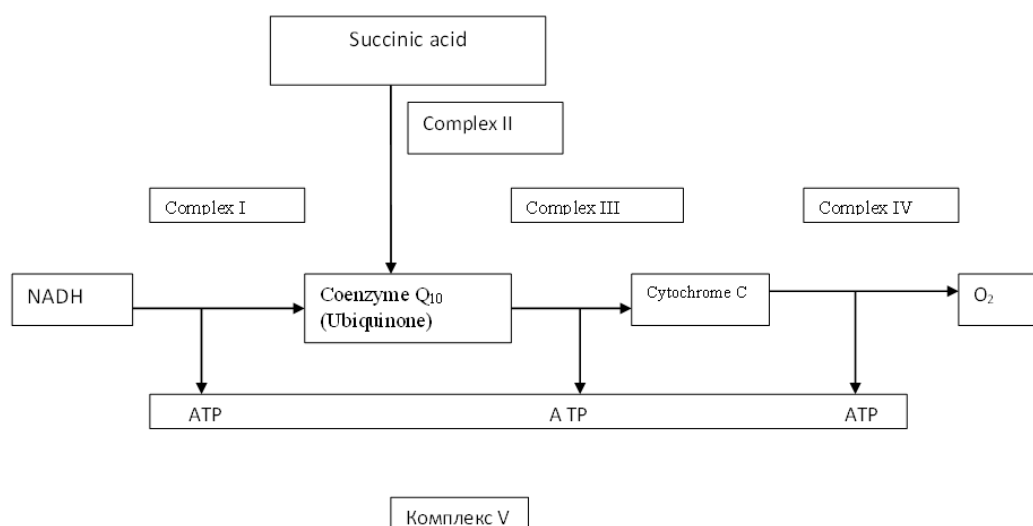 Succinic acid
Complex II
Complex I
Complex III
Complex IV
NADH
Coenzyme Q₁₀
(Ubiquinone)
Cytochrome C
O₂
ATP
A TP
ATP
Комплекс V